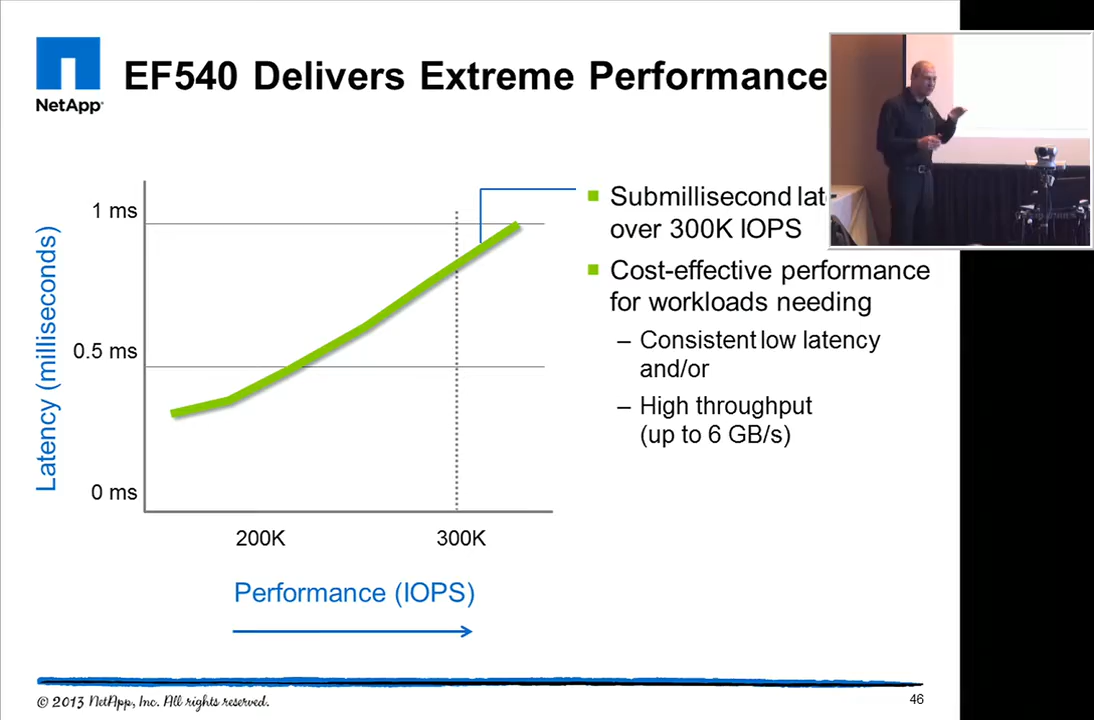 NetApp
EF540 Delivers Extreme Performance
Latency (milliseconds)
1 ms
0.5 ms
0 ms
200K 300K
Performance (IOPS)
Submillisecond
over 300K IOPS
Cost-effective performance
for workloads needing
– Consistent low latency
and/or
– High throughput
(up to 6 GB/s)
© 2013 NetApp, Inc. All rights reserved.
46